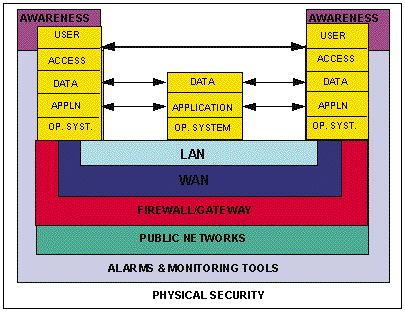 AWARENESS
USER
ACCESS
DATA
APPLN
OP. SYST.
DATA
APPLICATION
OP. SYSTEM
AWARENESS
USER
ACCESS
DATA
APPLN
OP. SYST.
LAN
WAN
FIREWALL/GATEWAY
PUBLIC NETWORKS
ALARMS & MONITORING TOOLS
PHYSICAL SECURITY